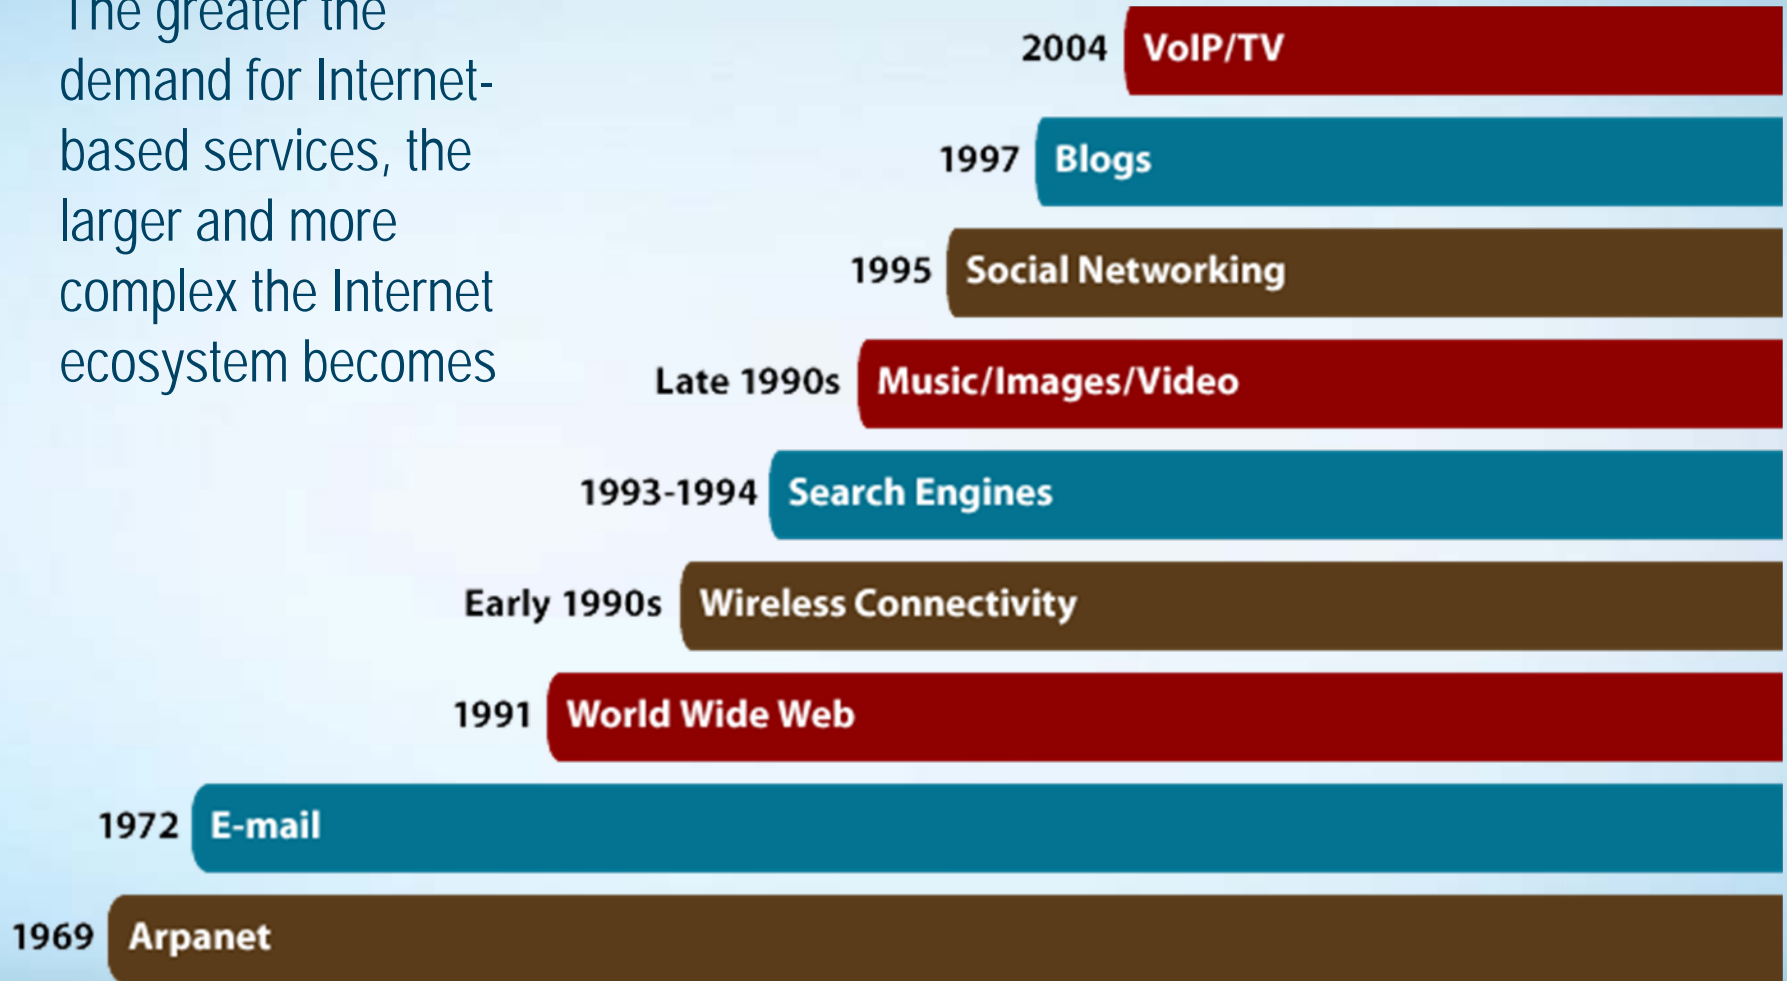 The greater the
demand for Internet-
based services, the
larger and more
complex the Internet
ecosystem becomes
2004 VoIP/TV
1997 Blogs
1995 Social Networking
Late 1990s Music/Images/Video
1993-1994 Search Engines
Early 1990s Wireless Connectivity
1991 World Wide Web
1972 E-mail
1969 Arpanet